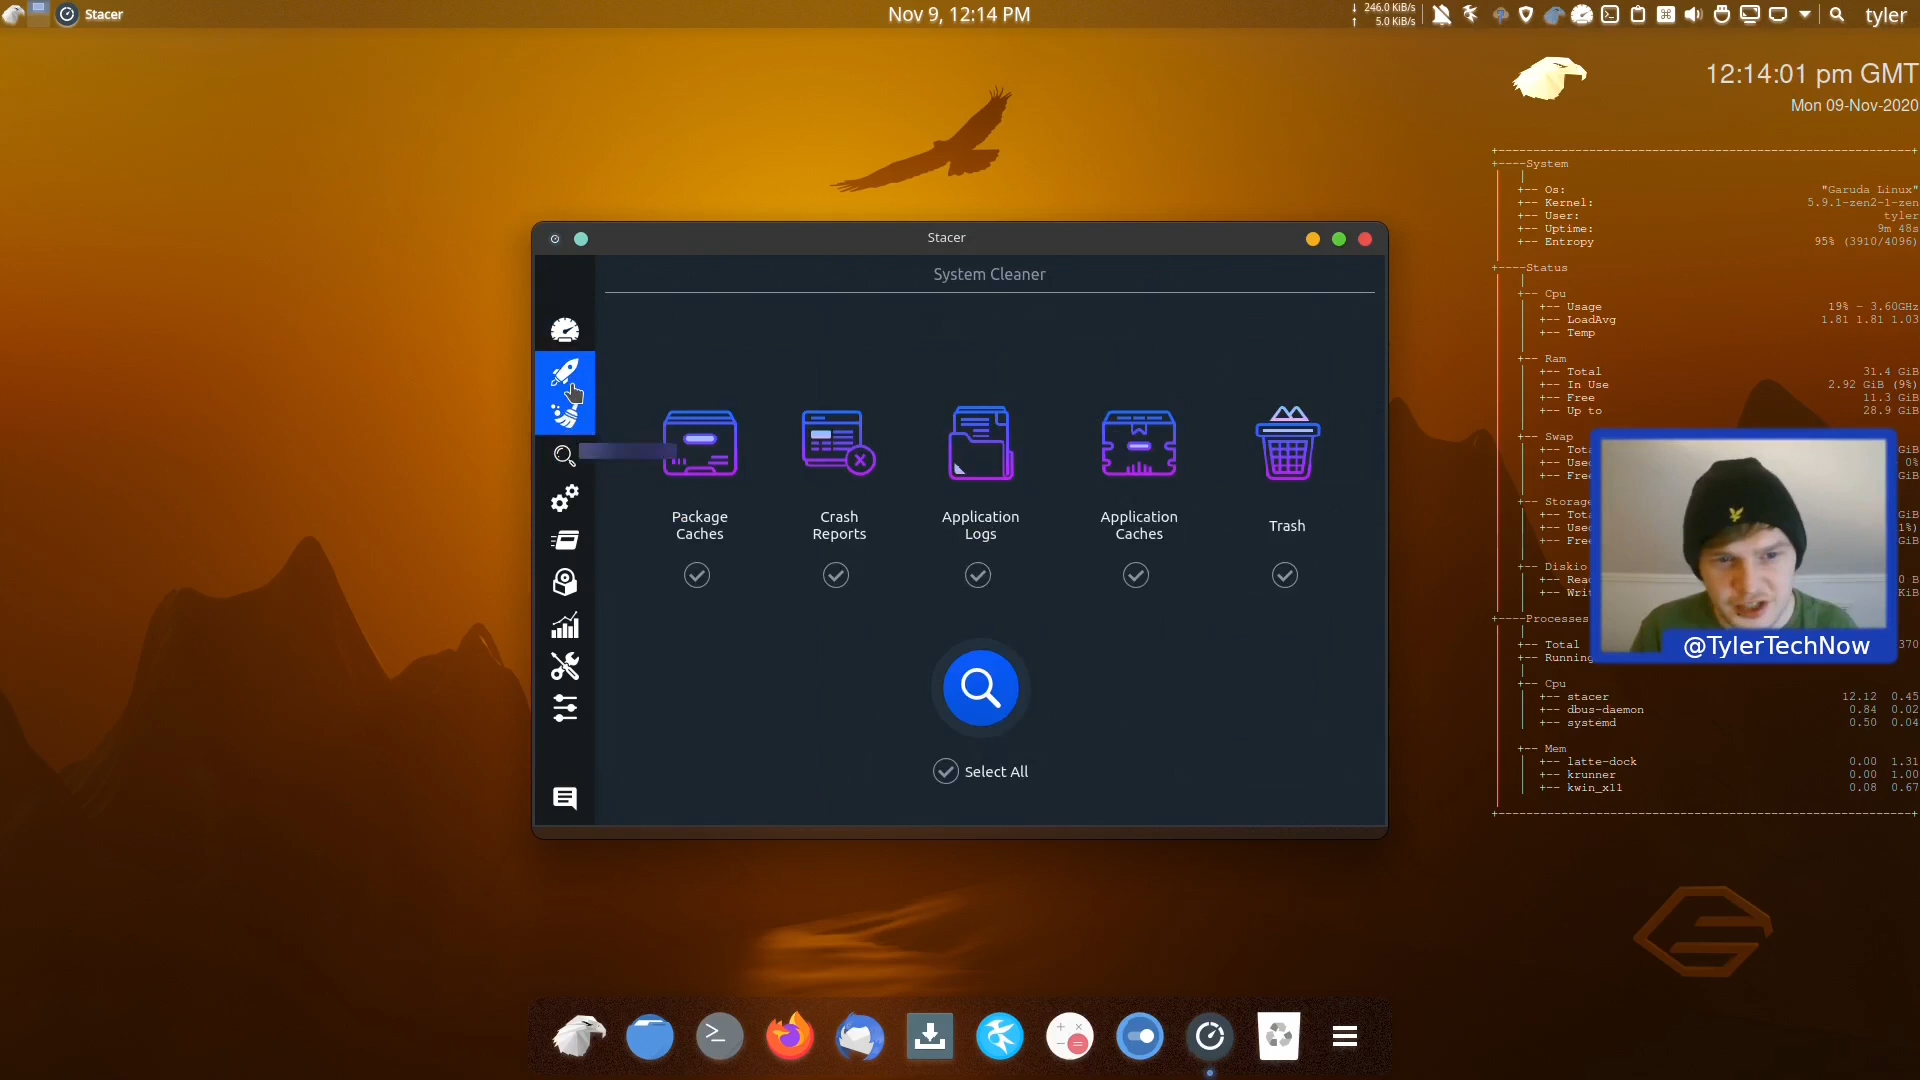 Stacer
Nov 9, 12:14 PM
246.0 KiB/s
5.0 KiB/s
tyler
12:14:01 pm GMT
Mon 09-Nov-2020
Stacer
System Cleaner
Package
Caches
Crash
Reports
Application
Logs
Application
Caches
Trash
Select All
+----System
+-- Os: "Garuda Linux"
+-- Kernel: 5.9.1-zen2-1-zen
+-- User: tyler
+-- Uptime: 9m 48s
+-- Entropy 95% (3910/4096)
+----Status
+-- Cpu
+-- Usage 19% - 3.60GHz
+-- LoadAvg 1.81 1.81 1.03
+-- Temp
+-- Ram
+-- Total 31.4 GiB
+-- In Use 2.92 GiB (9%)
+-- Free 11.3 GiB
+-- Up to 28.9 GiB
+-- Swap
+-- Storage
+-- Diskio
+----Processes
+-- Total 370
+-- Running
+-- Cpu
+-- stacer 12.12 0.45
+-- dbus-daemon 0.84 0.02
+-- systemd 0.50 0.04
+-- Mem
+-- latte-dock 0.00 1.31
+-- krunner 0.00 1.00
+-- kwin_x11 0.08 0.67
@TylerTechNow